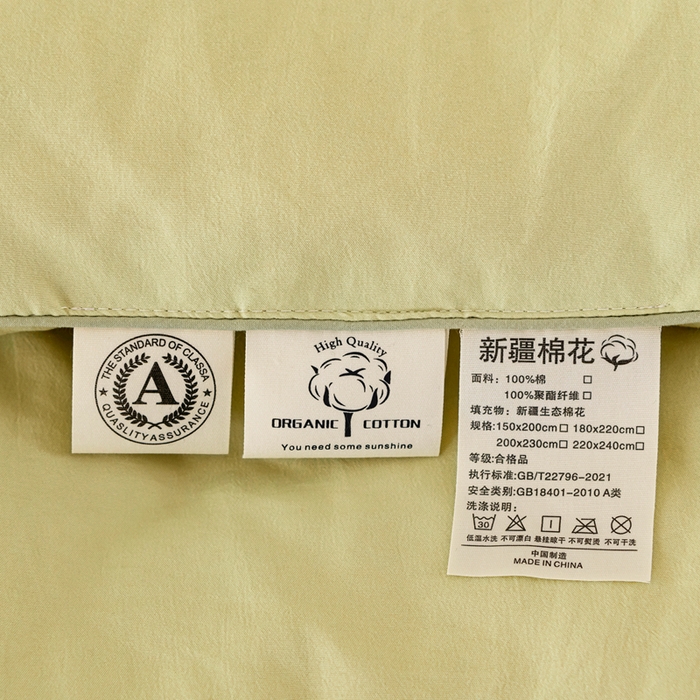 THE STANDARD OF CLASSA
A
QUASLITYASSURANCE
High Quality
ORGANIC COTTON
You need some sunshine
新疆棉花
面料：100%棉 □
100%聚酯纤维□
填充物：新疆生态棉花
规格:150x200cm□ 180x220cm□
200x230cm□ 220x240cm□
等级:合格品
执行标准:GB/T22796-2021
安全类别:GB18401-2010 A类
洗涤说明：
30
低温水洗 不可漂白 悬挂晾干 不可熨烫 不可干洗
中国制造
MADE IN CHINA